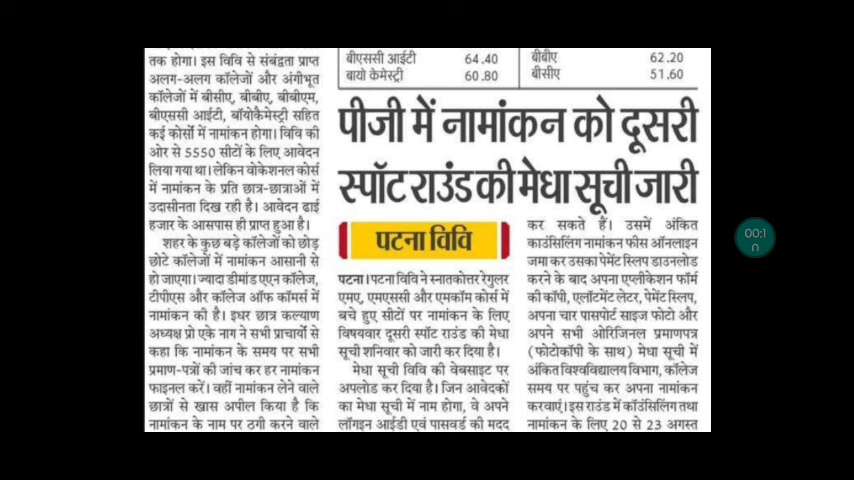 तक होगा। इस विवि से संबद्वता प्राप्त
अलग-अलग कॉलेजों और अंगीभूत
कॉलेजों में बीसीए, बीबीए, बीबीएम,
बीएससी आईटी, बॉयोकैमेस्ट्री सहित
कई कोर्सों में नामांकन होगा। विवि की
ओर से 5550 सीटों के लिए आवेदन
लिया गया था। लेकिन वोकेशनल कोर्स
में नामांकन के प्रति छात्र-छात्राओं में
उदासीनता दिख रही है। आवेदन ढाई
हजार के आसपास ही प्राप्त हुआ है।
शहर के कुछ बड़े कॉलेजों को छोड़
छोटे कॉलेजों में नामांकन आसानी से
हो जाएगा। ज्यादा डीमांड एएन कॉलेज,
टीपीएस और कॉलेज ऑफ कॉमर्स में
नामांकन की है। इधर छात्र कल्याण
अध्यक्ष प्रो एके नाग ने सभी प्राचार्यों से
कहा कि नामांकन के समय पर सभी
प्रमाण-पत्रों की जांच कर हर नामांकन
फाइनल करें। वहीं नामांकन लेने वाले
छात्रों से खास अपील किया है कि
नामांकन के नाम पर ठगी करने वाले
बीएससी आईटी 64.40
बायो केमेस्ट्री 60.80
बीबीए 62.20
बीसीए 51.60
पीजी में नामांकन को दूसरी
स्पॉट राउंड की मेधा सूची जारी
पटना विवि
पटना। पटना विवि ने स्नातकोत्तर रेगुलर
एमए, एमएससी और एमकॉम कोर्स में
बचे हुए सीटों पर नामांकन के लिए
विषयवार दूसरी स्पॉट राउंड की मेधा
सूची शनिवार को जारी कर दिया है।
मेधा सूची विवि की वेबसाइट पर
अपलोड कर दिया है। जिन आवेदकों
का मेधा सूची में नाम होगा, वे अपने
लॉगइन आईडी एवं पासवर्ड की मदद
कर सकते हैं। उसमें अंकित
काउंसिलिंग नामांकन फीस ऑनलाइन
जमा कर उसका पेमेंट स्लिप डाउनलोड
करने के बाद अपना एप्लीकेशन फॉर्म
की कॉपी, एलॉटमेंट लेटर, पेमेंट स्लिप,
अपना चार पासपोर्ट साइज फोटो और
अपने सभी ओरिजिनल प्रमाणपत्र
(फोटोकॉपी के साथ) मेधा सूची में
अंकित विश्वविद्यालय विभाग, कॉलेज
समय पर पहुंच कर अपना नामांकन
करवाएं। इस राउंड में कॉउंसिलिंग तथा
नामांकन के लिए 20 से 23 अगस्त
00:1
0